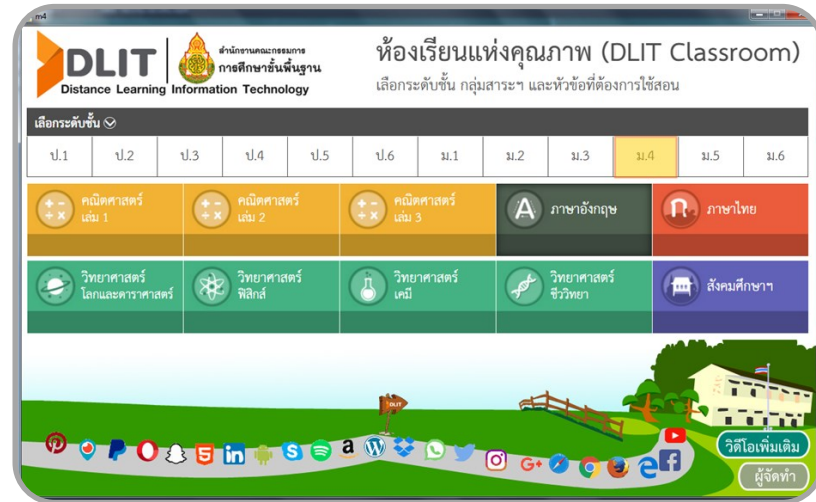 m4
DLIT
Distance Learning Information Technology
สำนักงานคณะกรรมการ
การศึกษาขั้นพื้นฐาน
ห้องเรียนแห่งคุณภาพ (DLIT Classroom)
เลือกระดับชั้น กลุ่มสาระฯ และหัวข้อที่ต้องการใช้สอน
เลือกระดับชั้น
ป.1 ป.2 ป.3 ป.4 ป.5 ป.6 ม.1 ม.2 ม.3 ม.4 ม.5 ม.6
คณิตศาสตร์
เล่ม 1
คณิตศาสตร์
เล่ม 2
คณิตศาสตร์
เล่ม 3
ภาษาอังกฤษ
ภาษาไทย
วิทยาศาสตร์
โลกและดาราศาสตร์
วิทยาศาสตร์
ฟิสิกส์
วิทยาศาสตร์
เคมี
วิทยาศาสตร์
ชีววิทยา
สังคมศึกษาฯ
DLIT
วิดีโอเพิ่มเติม
ผู้จัดทำ